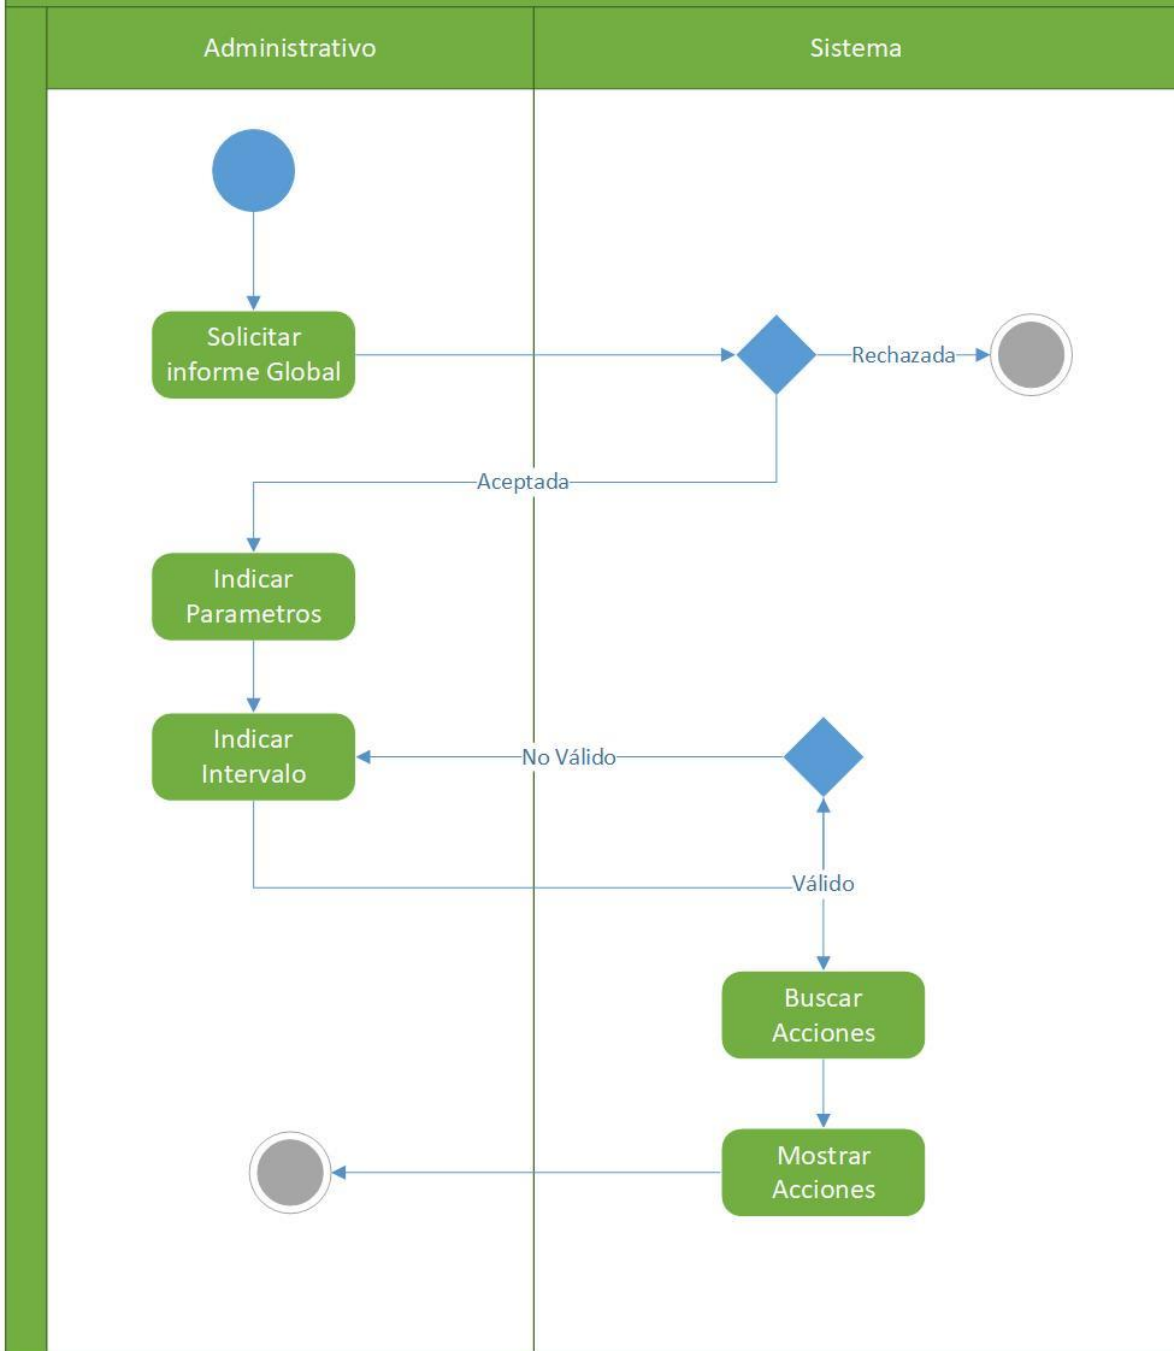 Administrativo
Sistema
Solicitar
informe Global
Rechazada
Aceptada
Indicar
Parametros
Indicar
Intervalo
No Válido
Válido
Buscar
Acciones
Mostrar
Acciones